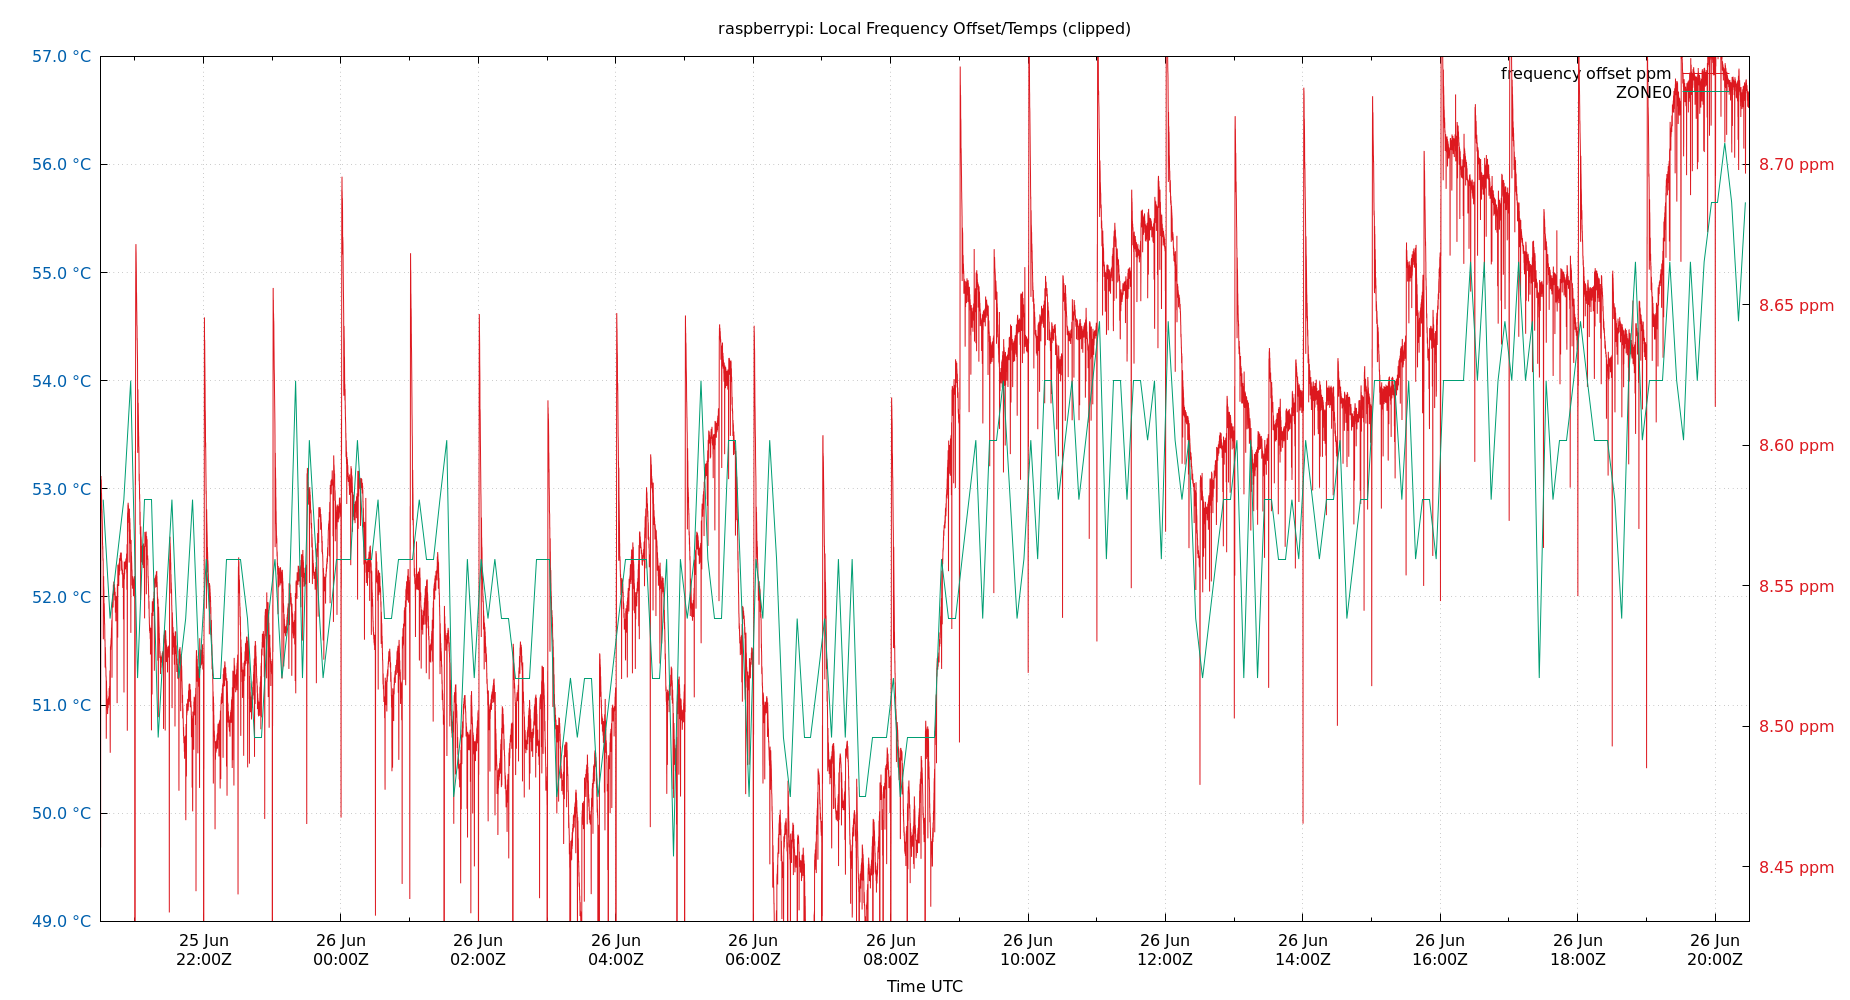 raspberrypi: Local Frequency Offset/Temps (clipped)
57.0 °C
56.0 °C
55.0 °C
54.0 °C
53.0 °C
52.0 °C
51.0 °C
50.0 °C
49.0 °C
frequency offset ppm
ZONE0
8.70 ppm
8.65 ppm
8.60 ppm
8.55 ppm
8.50 ppm
8.45 ppm
25 Jun
22:00Z
26 Jun
00:00Z
26 Jun
02:00Z
26 Jun
04:00Z
26 Jun
06:00Z
26 Jun
08:00Z
26 Jun
10:00Z
26 Jun
12:00Z
26 Jun
14:00Z
26 Jun
16:00Z
26 Jun
18:00Z
26 Jun
20:00Z
Time UTC